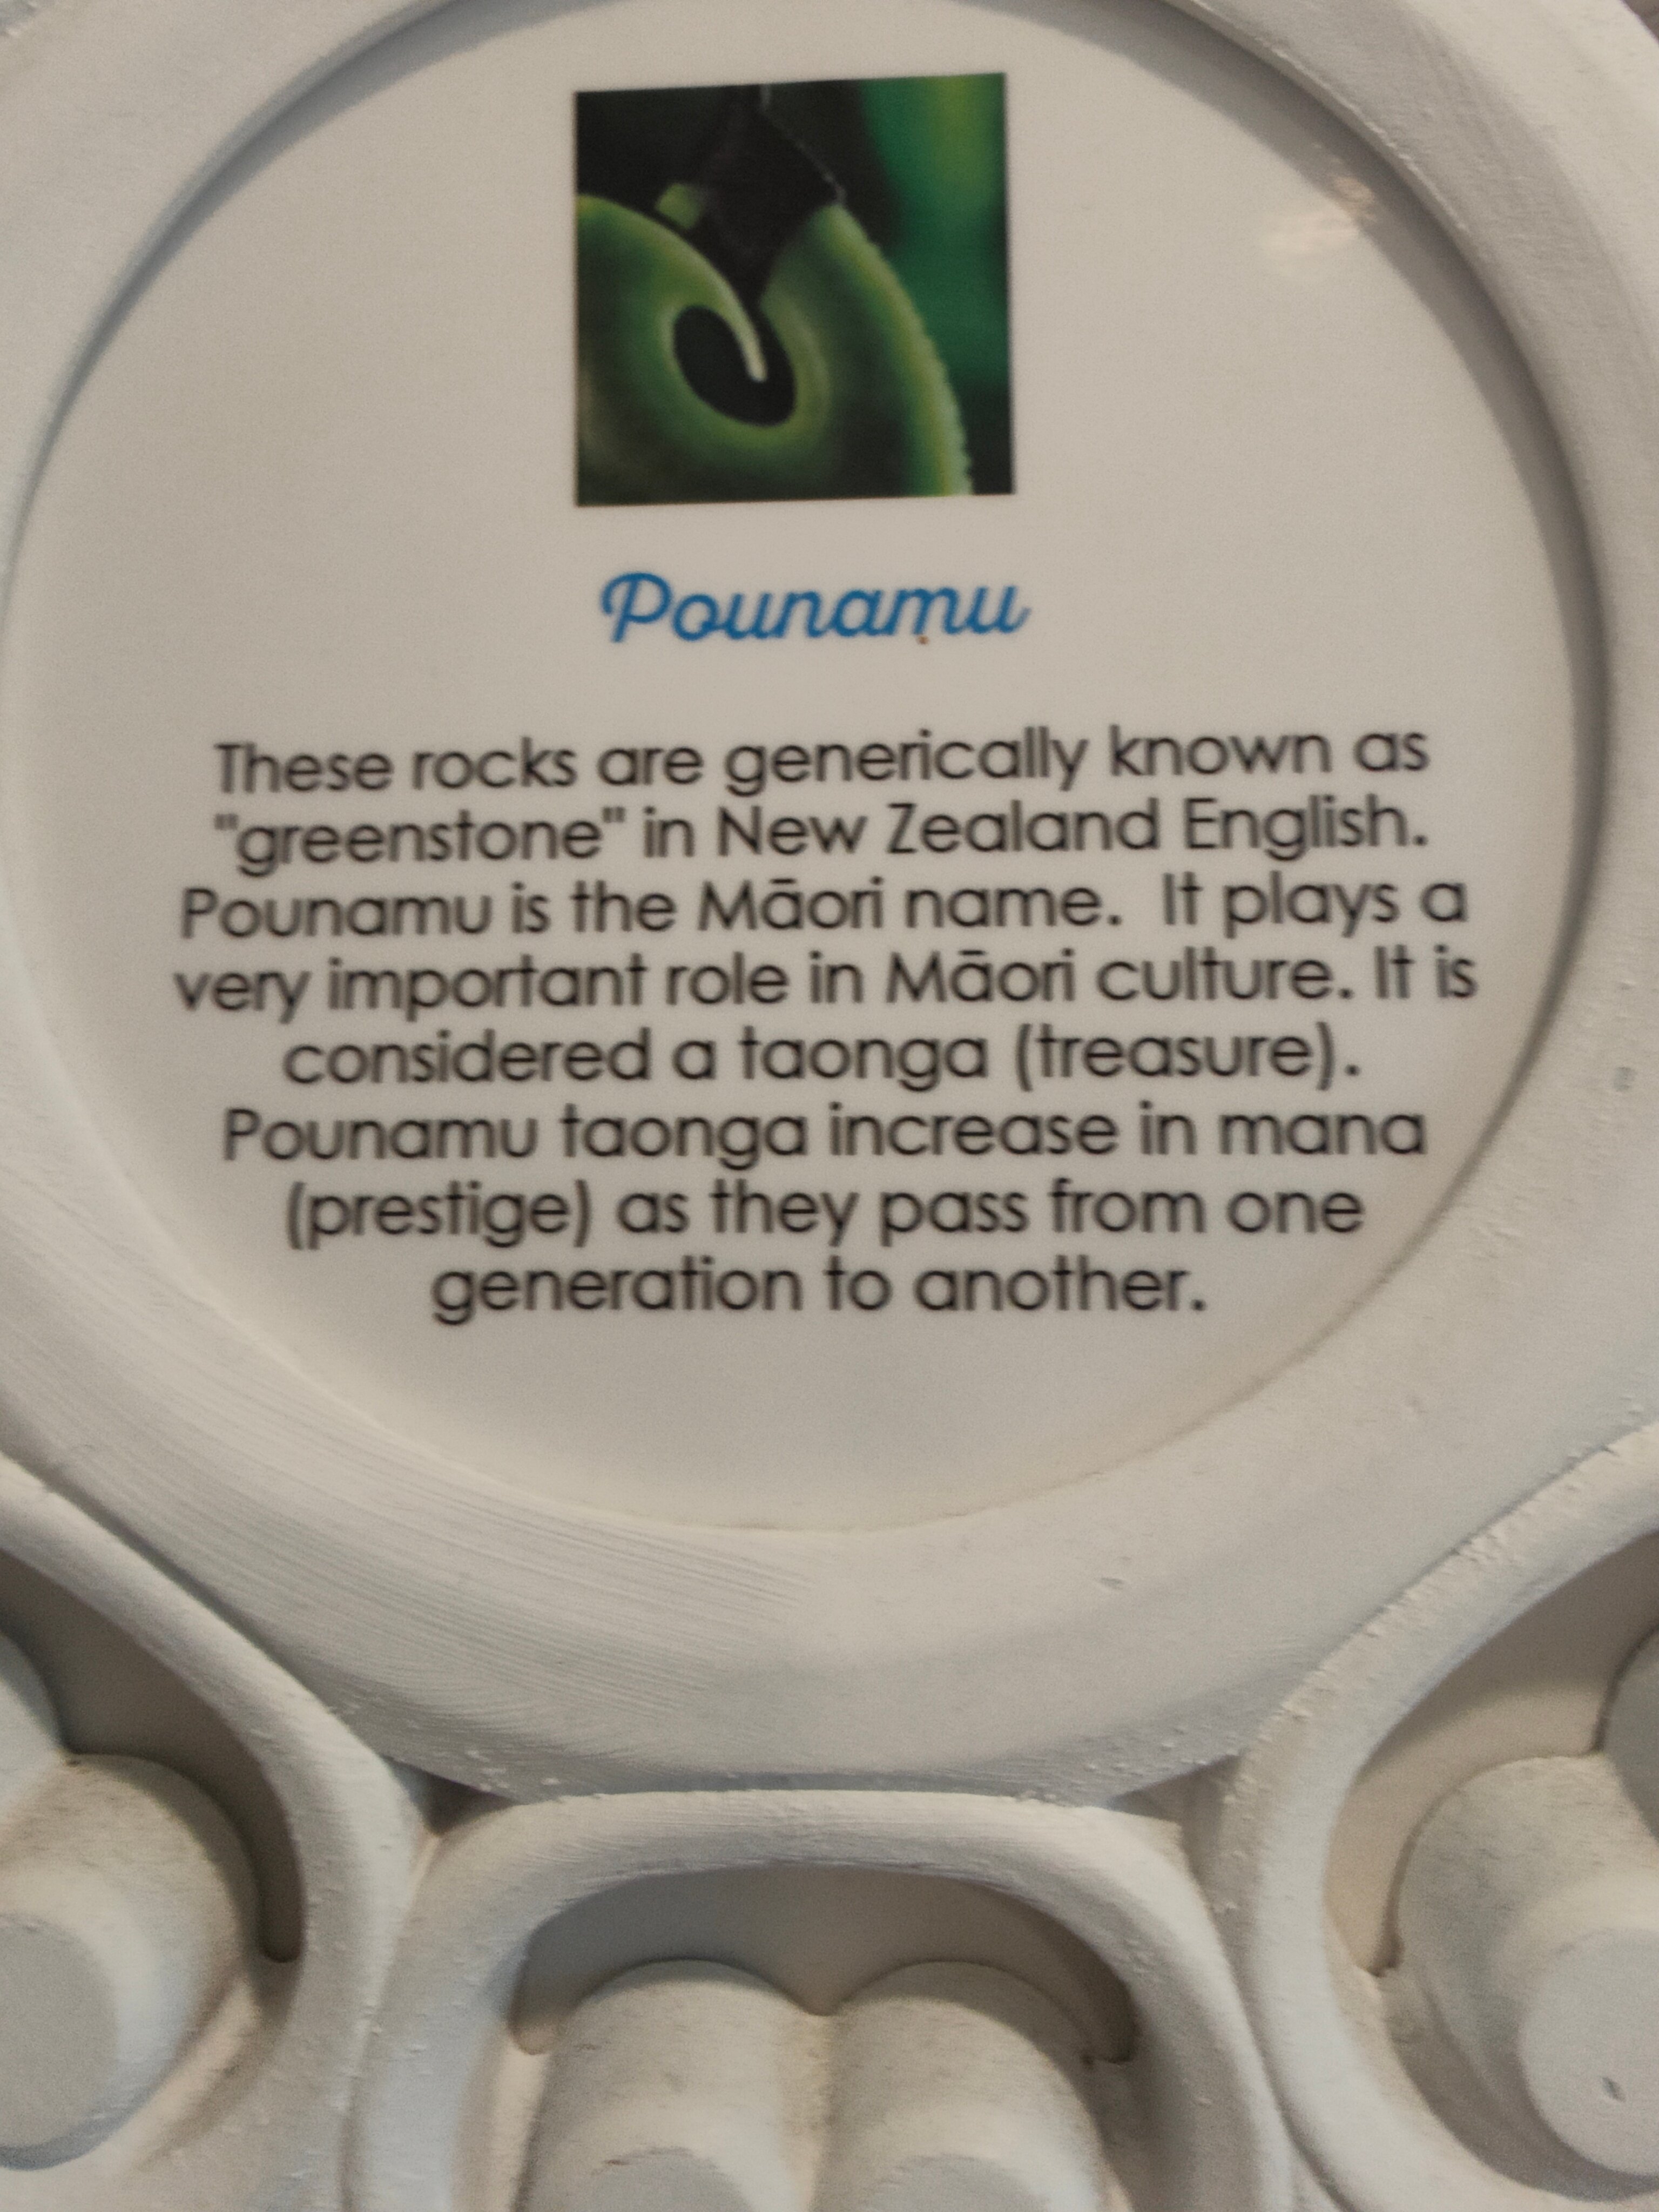 Pounamu
These rocks are generically known as
"greenstone" in New Zealand English.
Pounamu is the Māori name.  It plays a
very important role in Māori culture. It is
considered a taonga (treasure).
Pounamu taonga increase in mana
(prestige) as they pass from one
generation to another.